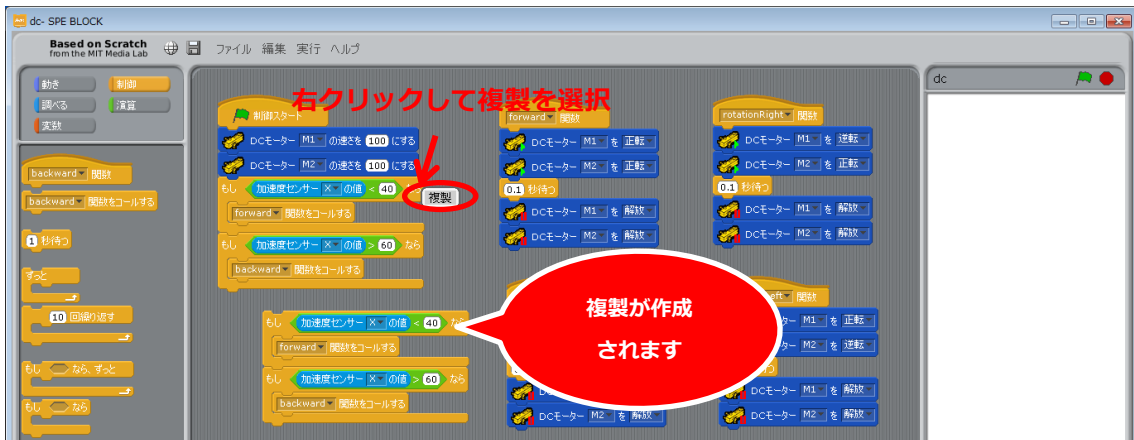 dc- SPE BLOCK
Based on Scratch
from the MIT Media Lab
ファイル 編集 実行 ヘルプ
動き
制御
調べる
演算
変数
backward 関数
backward 関数をコールする
1 秒待つ
ずっと
10 回繰り返す
もし なら、ずっと
もし なら
右クリックして複製を選択
制御スタート
DCモーター M1 の速さを 100 にする
DCモーター M2 の速さを 100 にする
もし 加速度センサー X の値 < 40
複製
forward 関数をコールする
もし 加速度センサー X の値 > 60 なら
backward 関数をコールする
もし 加速度センサー X の値 < 40 なら
forward 関数をコールする
もし 加速度センサー X の値 > 60 なら
backward 関数をコールする
forward 関数
DCモーター M1 を 正転
DCモーター M2 を 正転
0.1 秒待つ
DCモーター M1 を 解放
DCモーター M2 を 解放
rotationRight 関数
DCモーター M1 を 逆転
DCモーター M2 を 正転
0.1 秒待つ
DCモーター M1 を 解放
DCモーター M2 を 解放
複製が作成
されます
DCモーター M2 を 解放
関数
M1 を 正転
M2 を 逆転
DCモーター M1 を 解放
DCモーター M2 を 解放
dc